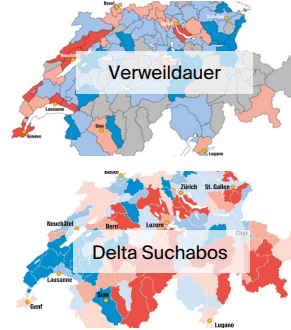 Basel
Neuchâtel
Verweildauer
Lausanne
Sion
Genève
Lugano
Zürich
St. Gallen
Neuchâtel
Bern
Luzern
Chur
Delta Suchabos
Lausanne
Sion
Genf
Lugano